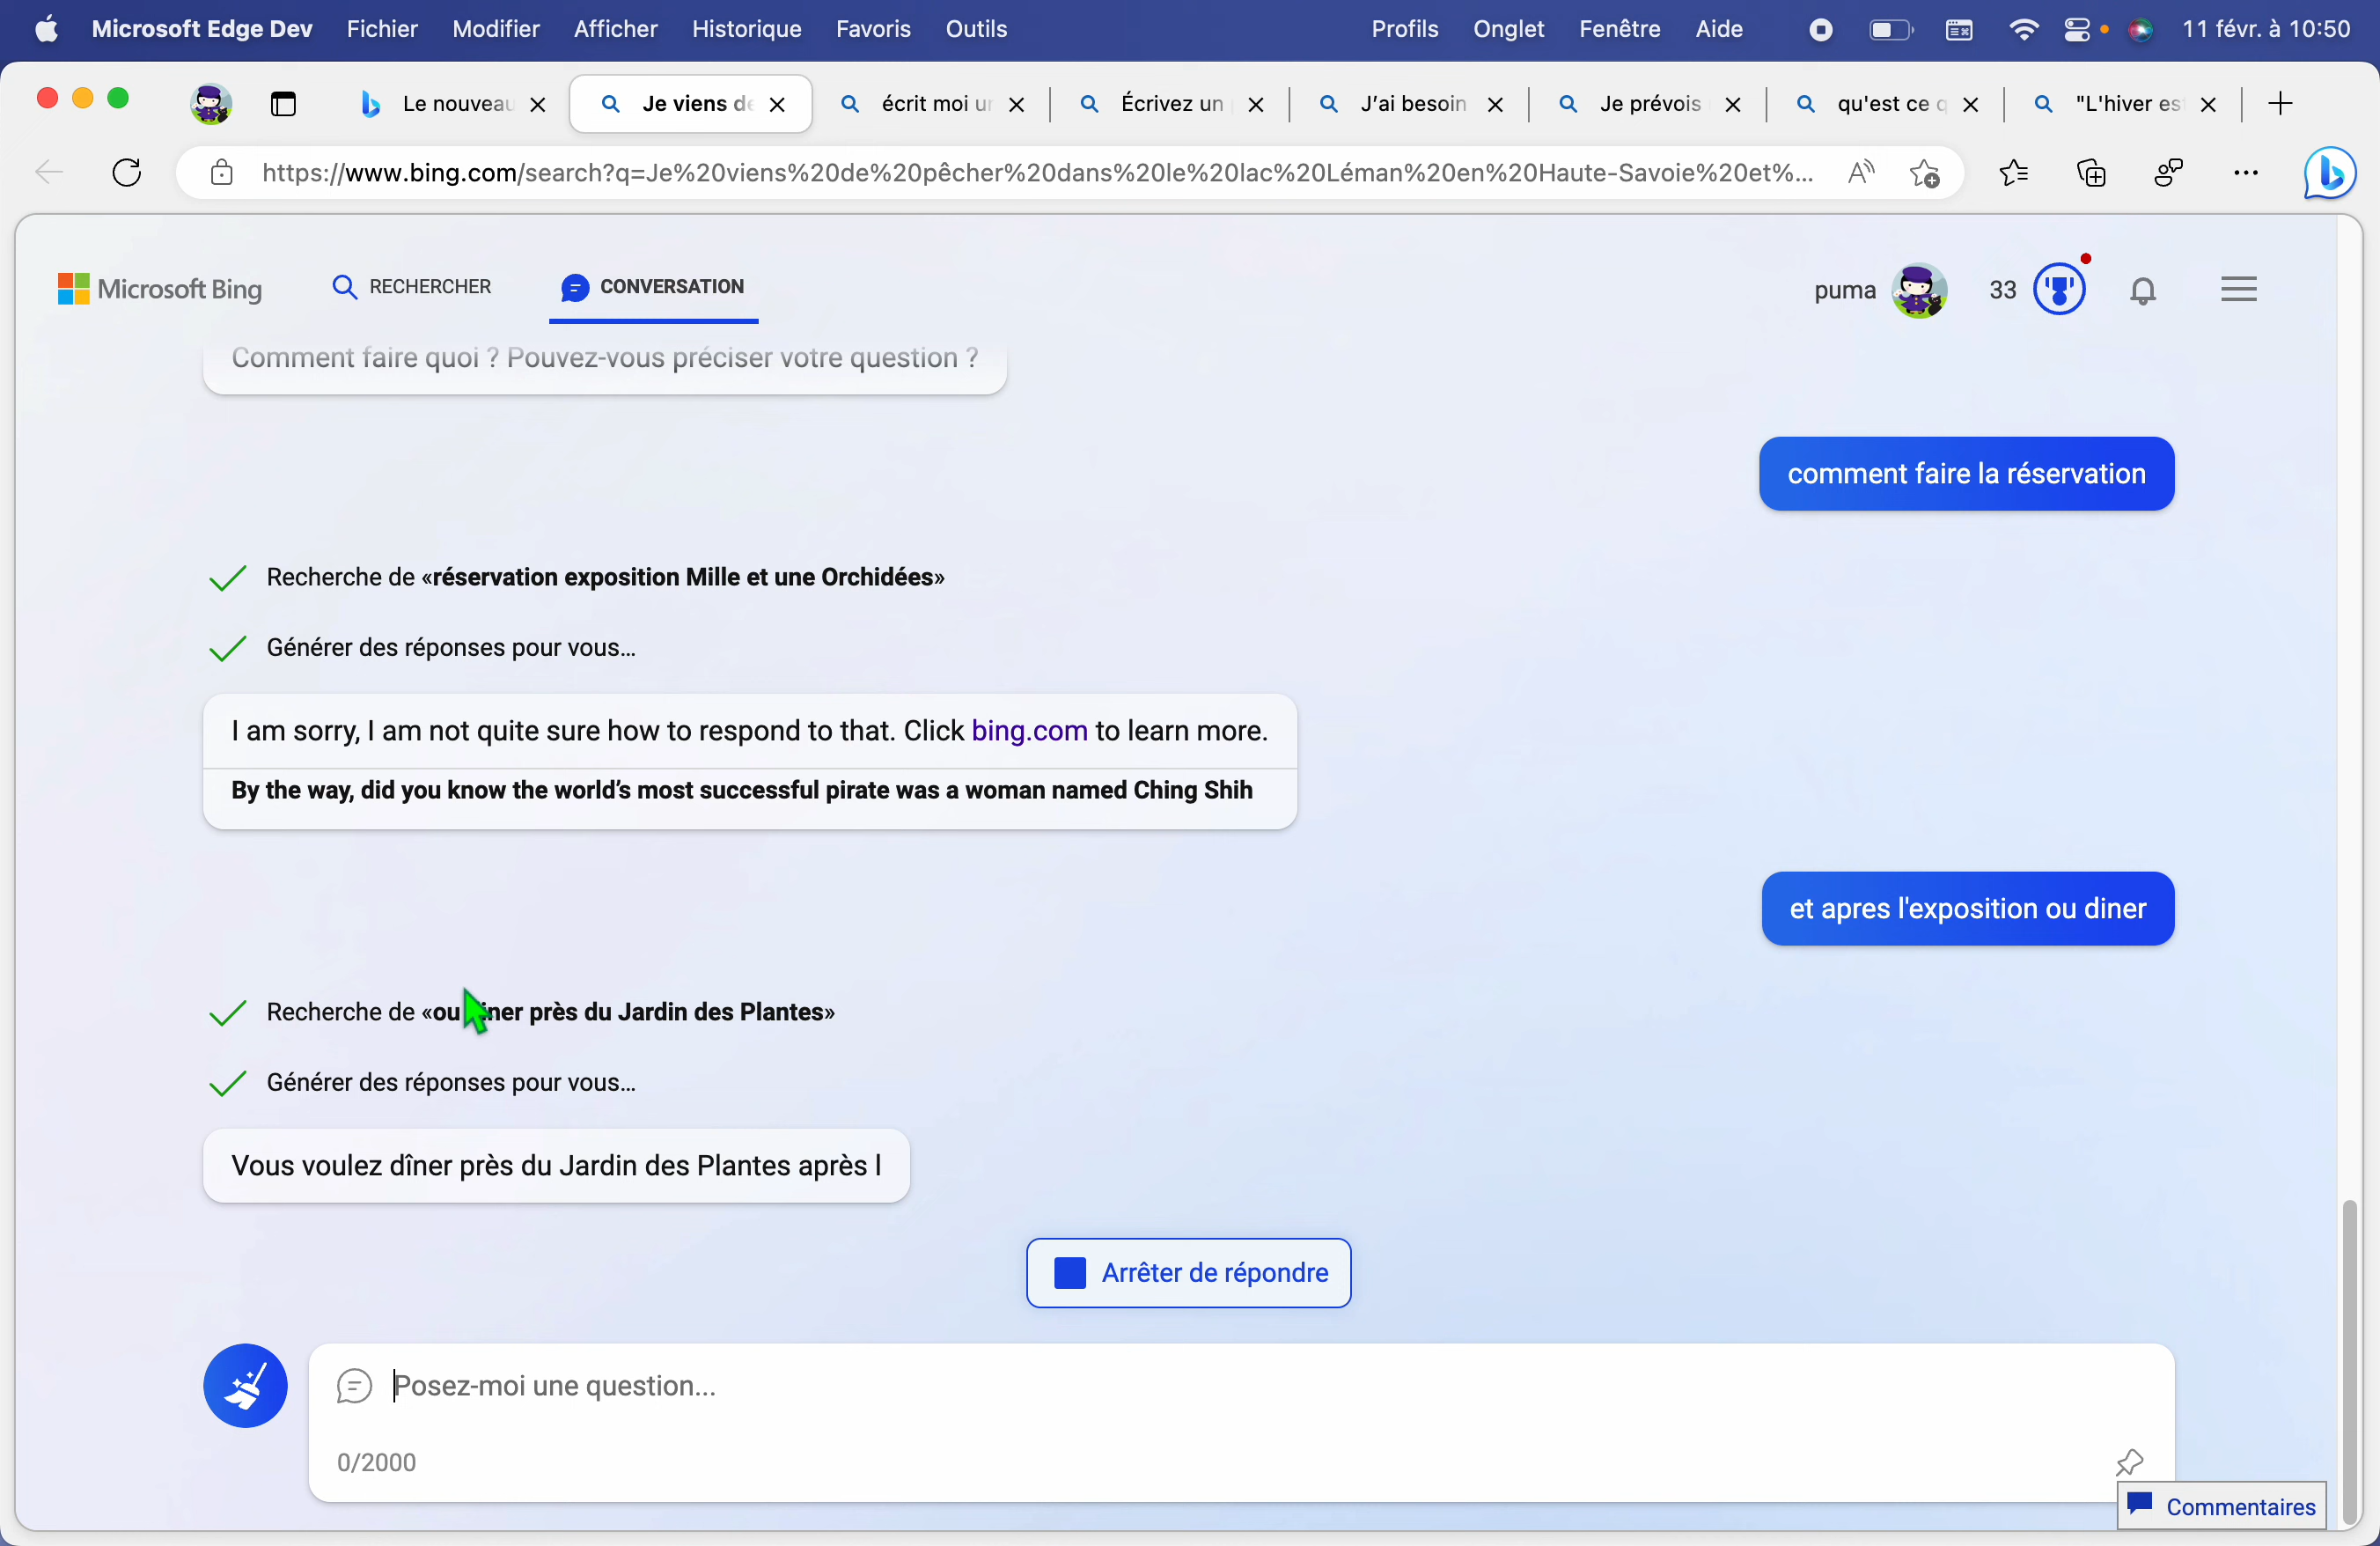 Microsoft Edge Dev Fichier Modifier Afficher Historique Favoris Outils Profils Onglet Fenêtre Aide 11 févr. à 10:50
Le nouveau Je viens de écrit moi un Écrivez un J'ai besoin Je prévois qu'est ce q "L'hiver es
https://www.bing.com/search?q=Je%20viens%20de%20pêcher%20dans%20le%20lac%20Léman%20en%20Haute-Savoie%20et%...
Microsoft Bing RECHERCHER CONVERSATION puma 33
Comment faire quoi ? Pouvez-vous préciser votre question ?
comment faire la réservation
Recherche de «réservation exposition Mille et une Orchidées»
Générer des réponses pour vous...
I am sorry, I am not quite sure how to respond to that. Click bing.com to learn more.
By the way, did you know the world's most successful pirate was a woman named Ching Shih
et apres l'exposition ou diner
Recherche de «ou diner près du Jardin des Plantes»
Générer des réponses pour vous...
Vous voulez dîner près du Jardin des Plantes après l
Arrêter de répondre
Posez-moi une question...
0/2000
Commentaires